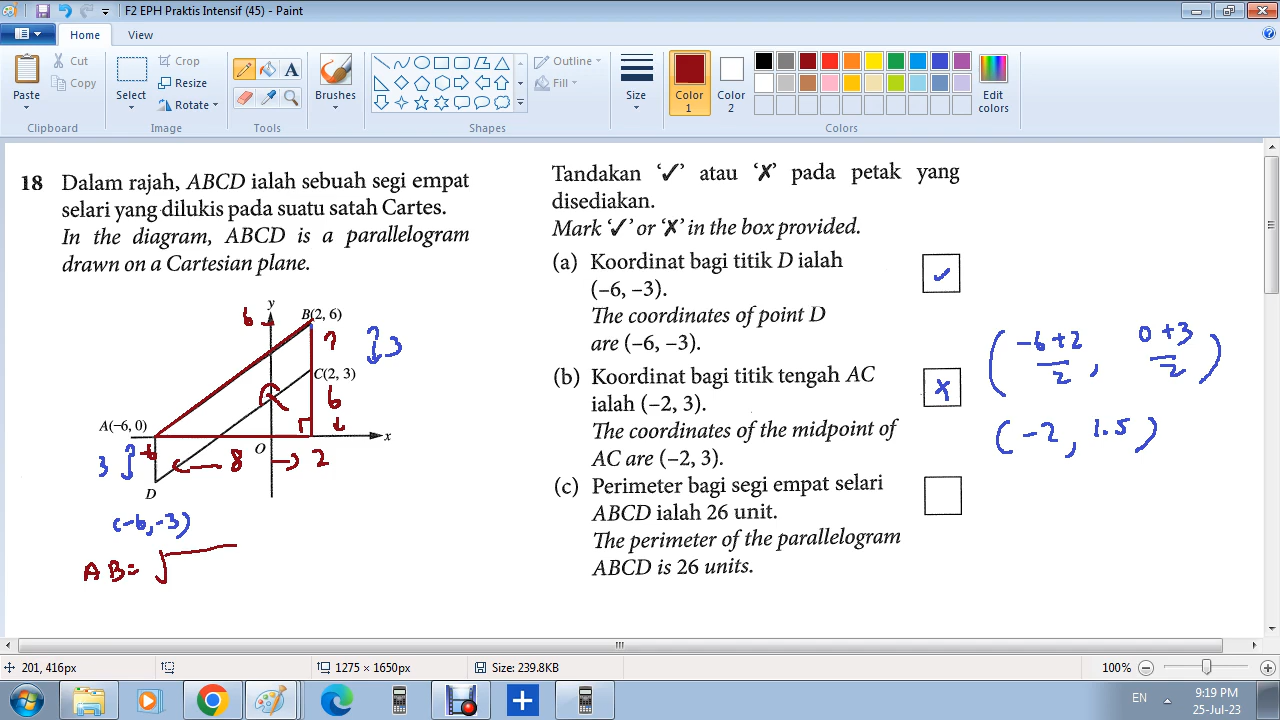 F2 EPH Praktis Intensif (45) - Paint
Home View
Paste
Cut
Copy
Clipboard
Select
Crop
Resize
Rotate
Image
A
Tools
Brushes
Shapes
Outline
Fill
Size
Color 1
Color 2
Edit colors
Colors
18 Dalam rajah, ABCD ialah sebuah segi empat
selari yang dilukis pada suatu satah Cartes.
In the diagram, ABCD is a parallelogram
drawn on a Cartesian plane.
y
6
B(2, 6)
3
C(2, 3)
6
A(–6, 0)
O
x
3
8
2
D
(-6,-3)
AB= √
Tandakan ‘✓’ atau ‘✗’ pada petak yang
disediakan.
Mark ‘✓’ or ‘✗’ in the box provided.
(a) Koordinat bagi titik D ialah
(–6, –3).
The coordinates of point D
are (–6, –3).
✓
(b) Koordinat bagi titik tengah AC
ialah (–2, 3).
The coordinates of the midpoint of
AC are (–2, 3).
✗
(c) Perimeter bagi segi empat selari
ABCD ialah 26 unit.
The perimeter of the parallelogram
ABCD is 26 units.
(-6+2/2, 0+3/2)
(-2, 1.5)
201, 416px
1275 × 1650px
Size: 239.8KB
100%
EN
9:19 PM
25-Jul-23